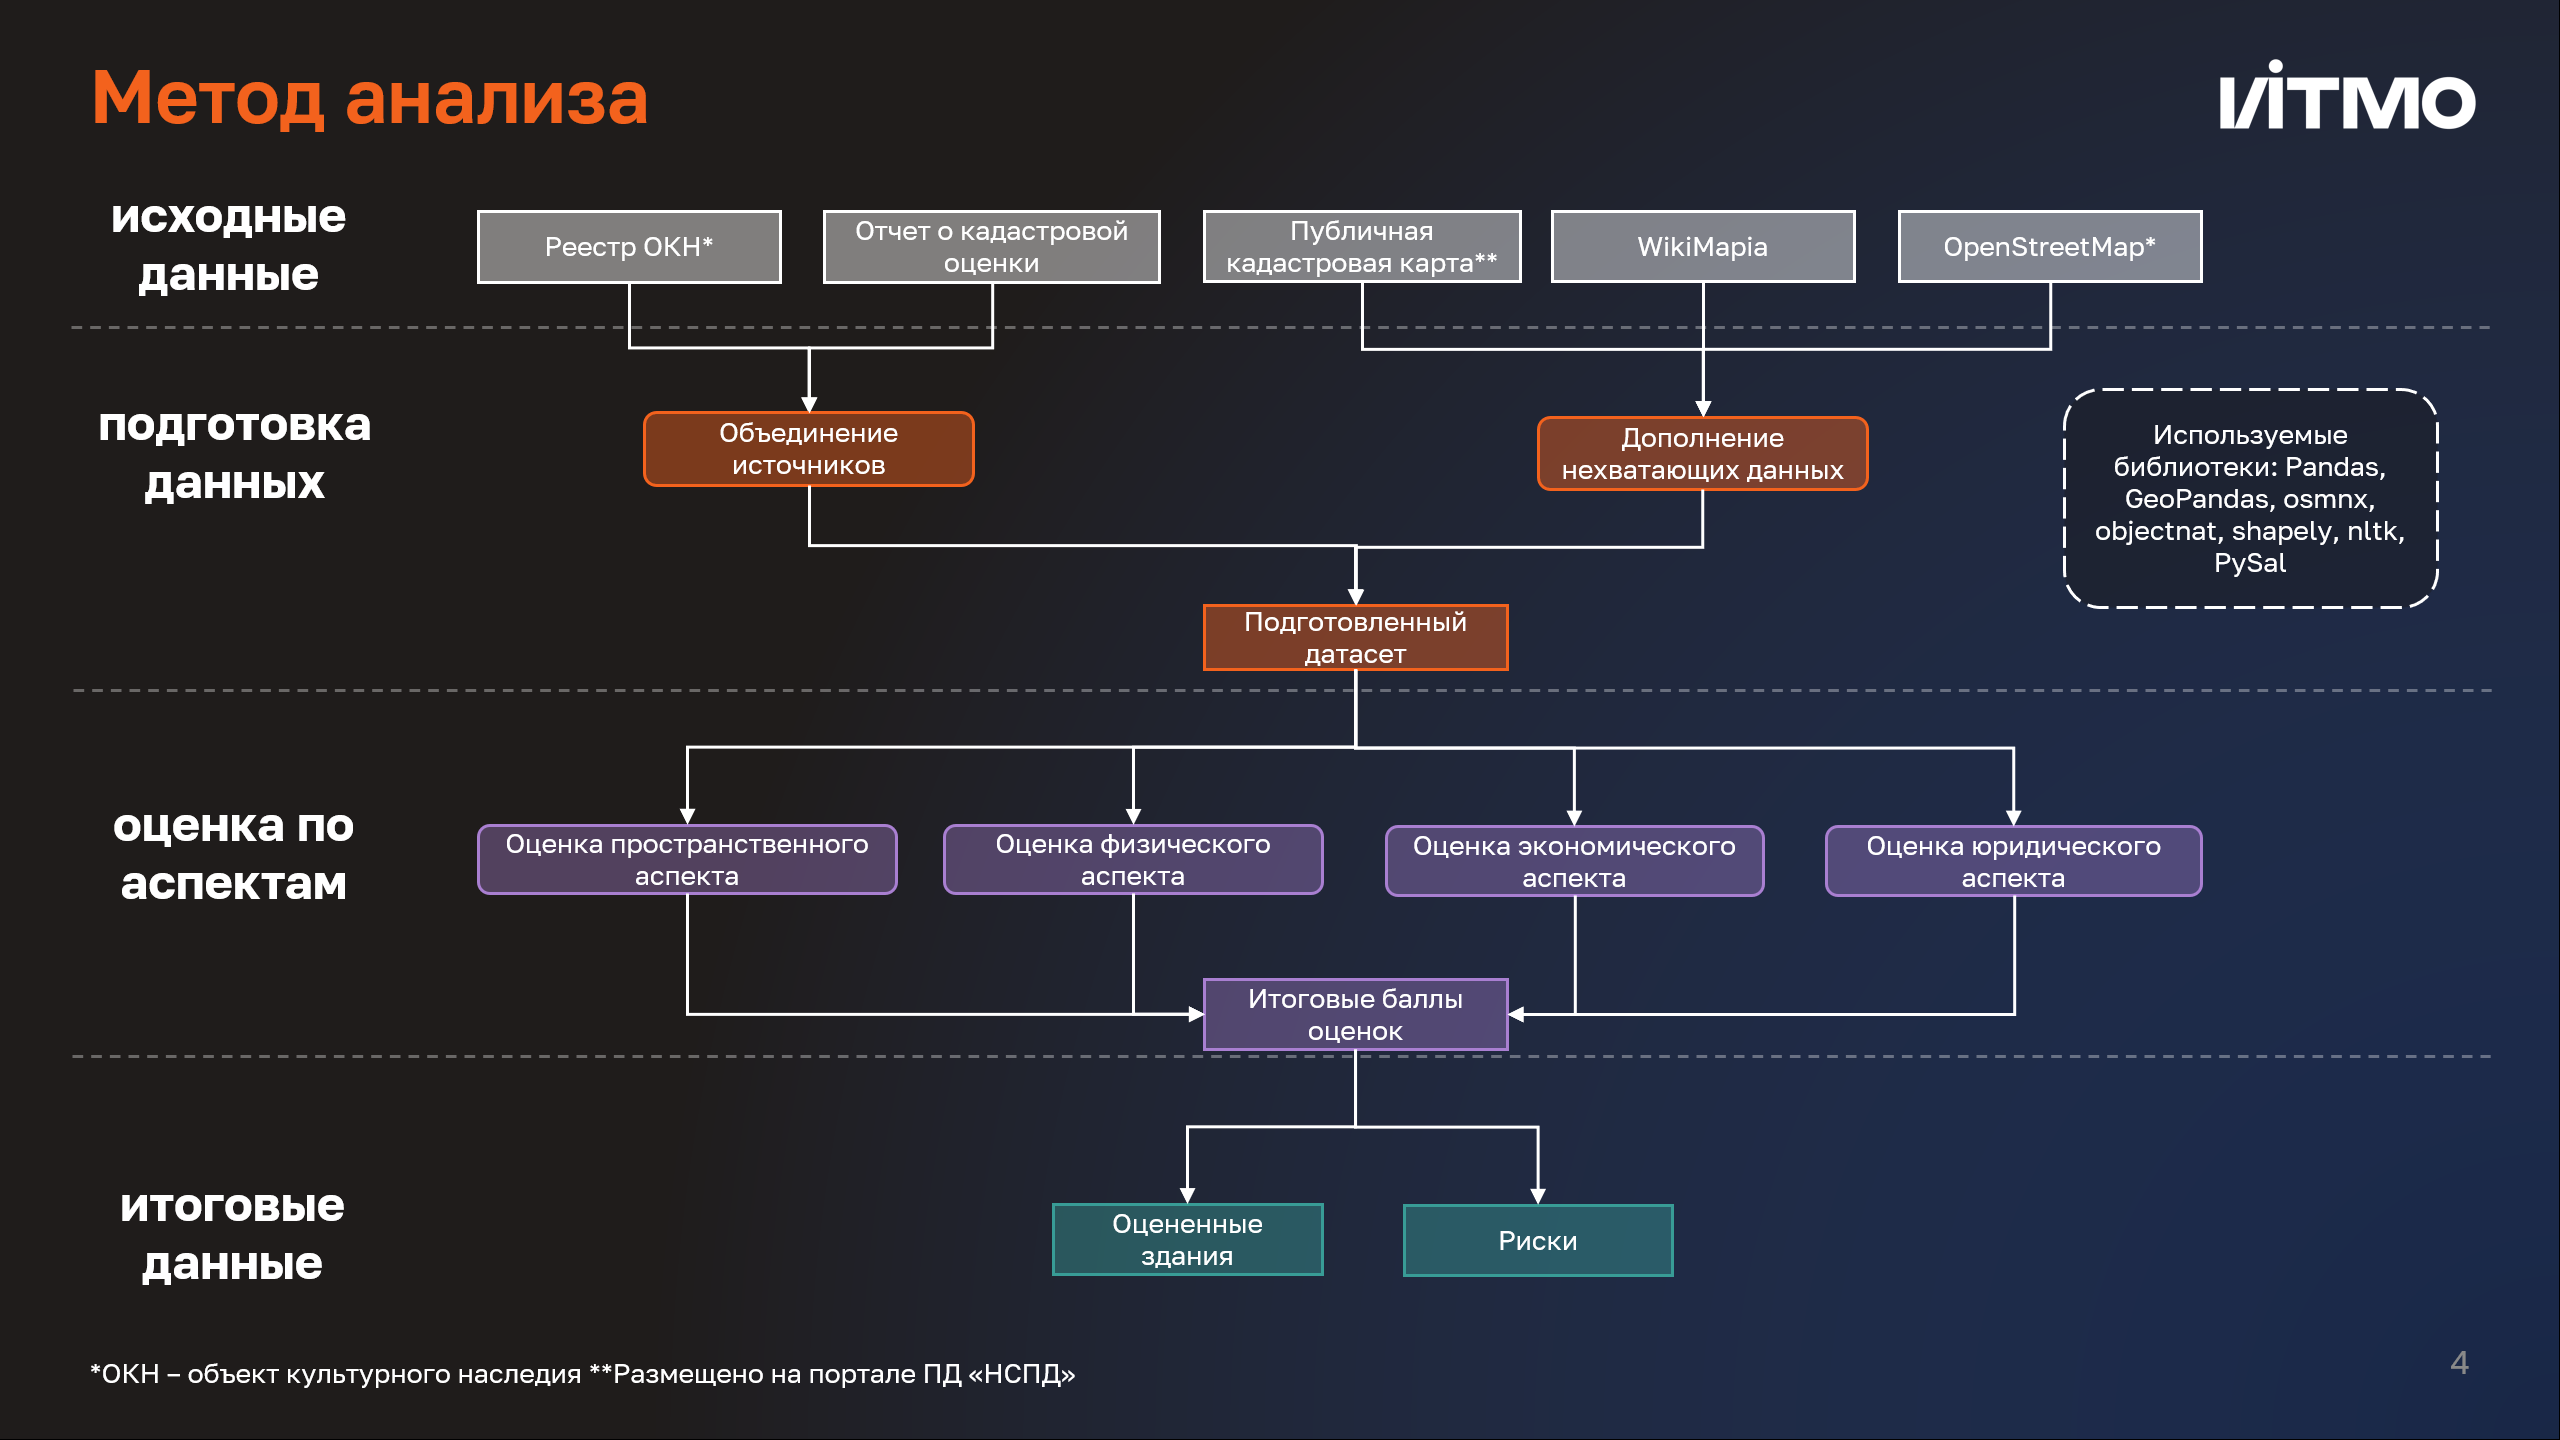 Метод анализа
ИТМО
исходные
данные
Реестр ОКН*
Отчет о кадастровой
оценки
Публичная
кадастровая карта**
WikiMapia
OpenStreetMap*
подготовка
данных
Объединение
источников
Дополнение
нехватающих данных
Используемые
библиотеки: Pandas,
GeoPandas, osmnx,
objectnat, shapely, nltk,
PySal
Подготовленный
датасет
оценка по
аспектам
Оценка пространственного
аспекта
Оценка физического
аспекта
Оценка экономического
аспекта
Оценка юридического
аспекта
Итоговые баллы
оценок
итоговые
данные
Оцененные
здания
Риски
*ОКН – объект культурного наследия **Размещено на портале ПД «НСПД»
4